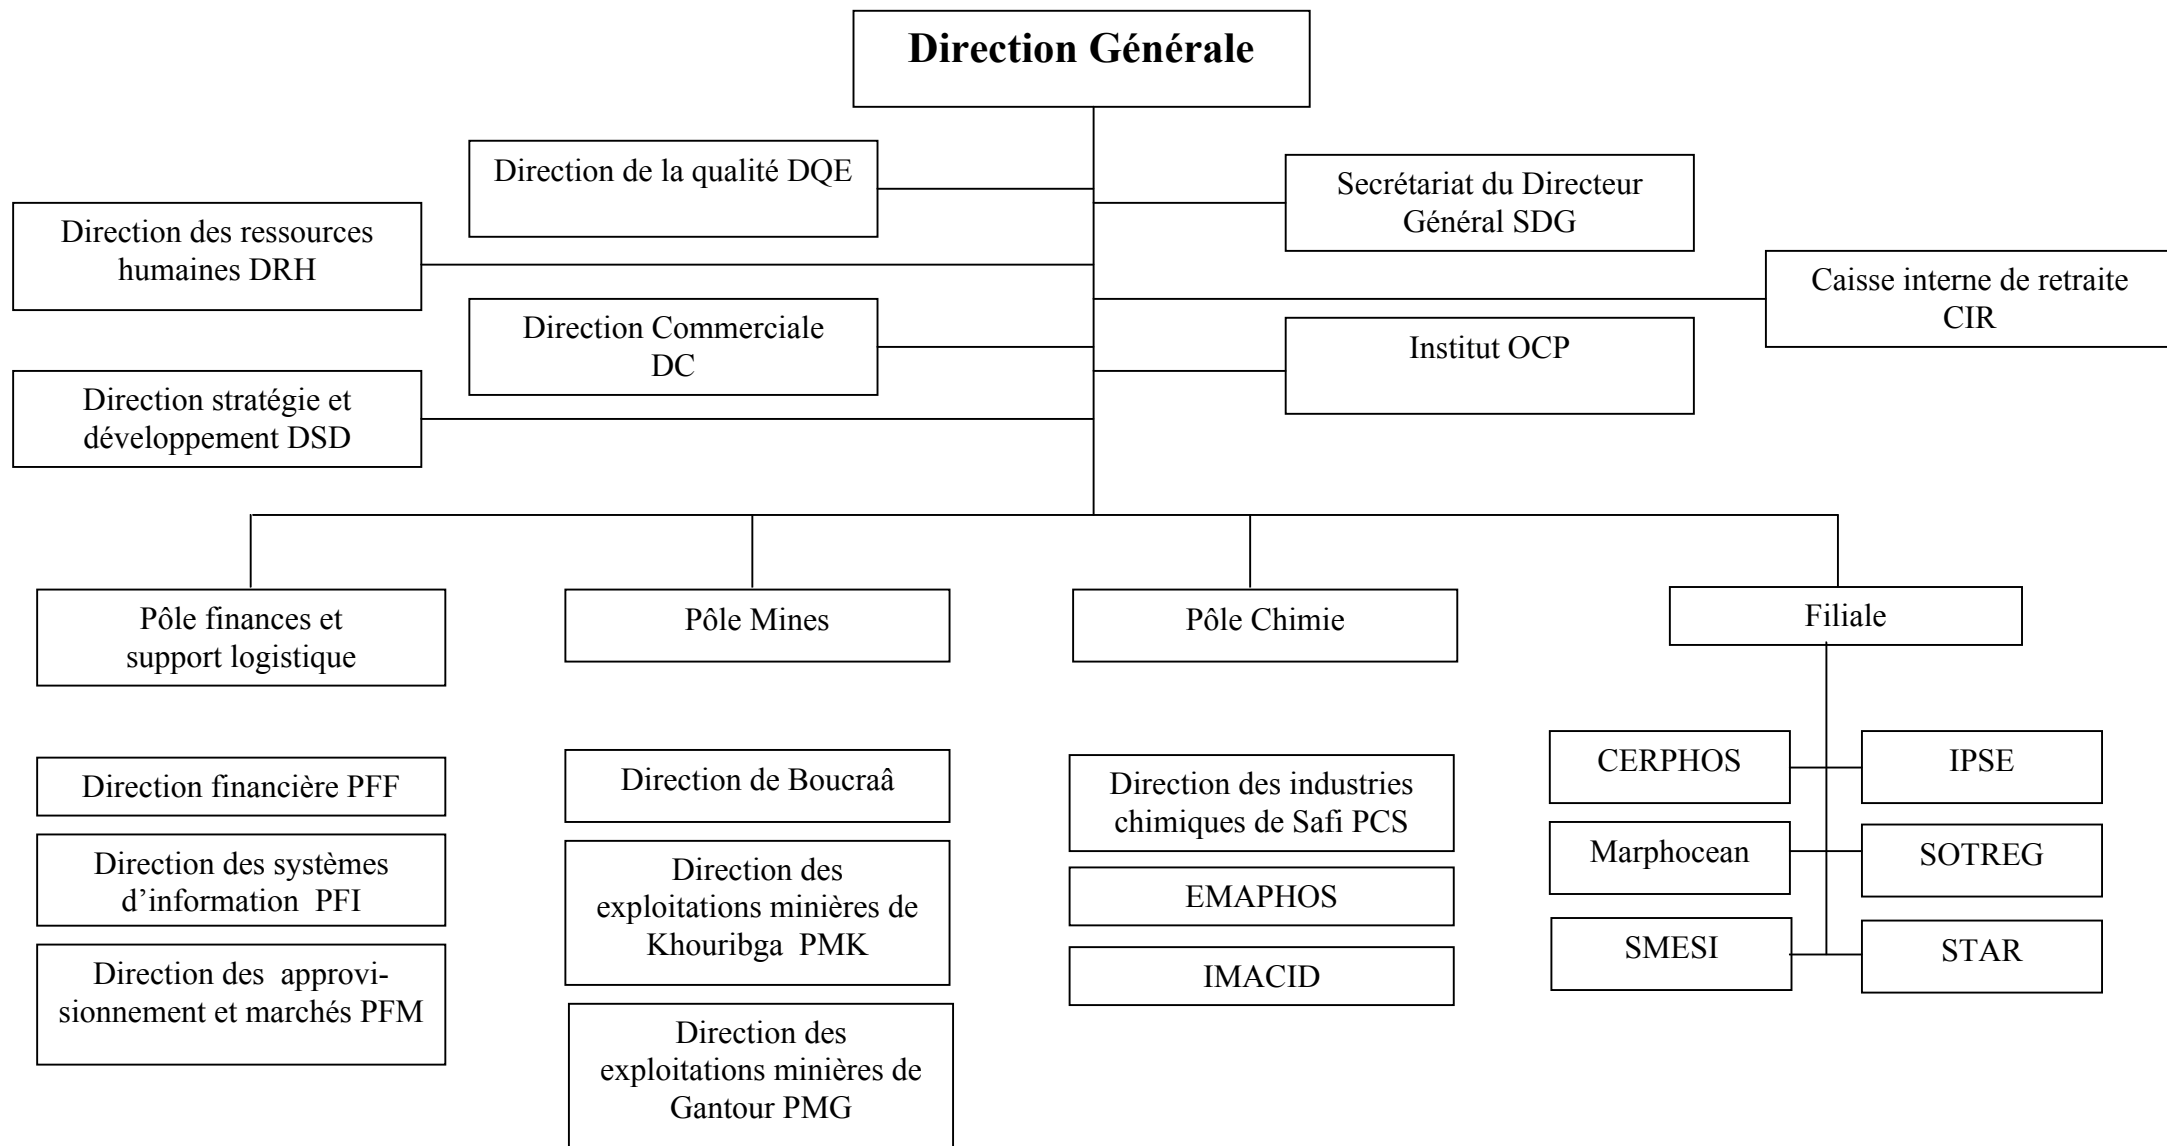 Direction Générale
Direction de la qualité DQE
Secrétariat du Directeur
Général SDG
Direction des ressources
humaines DRH
Caisse interne de retraite
CIR
Direction Commerciale
DC
Institut OCP
Direction stratégie et
développement DSD
Pôle finances et
support logistique
Pôle Mines
Pôle Chimie
Filiale
Direction financière PFF
Direction des systèmes
d’information  PFI
Direction des  approvi-
sionnement et marchés PFM
Direction de Boucraâ
Direction des
exploitations minières de
Khouribga  PMK
Direction des
exploitations minières de
Gantour PMG
Direction des industries
chimiques de Safi PCS
EMAPHOS
IMACID
CERPHOS
IPSE
Marphocean
SOTREG
SMESI
STAR